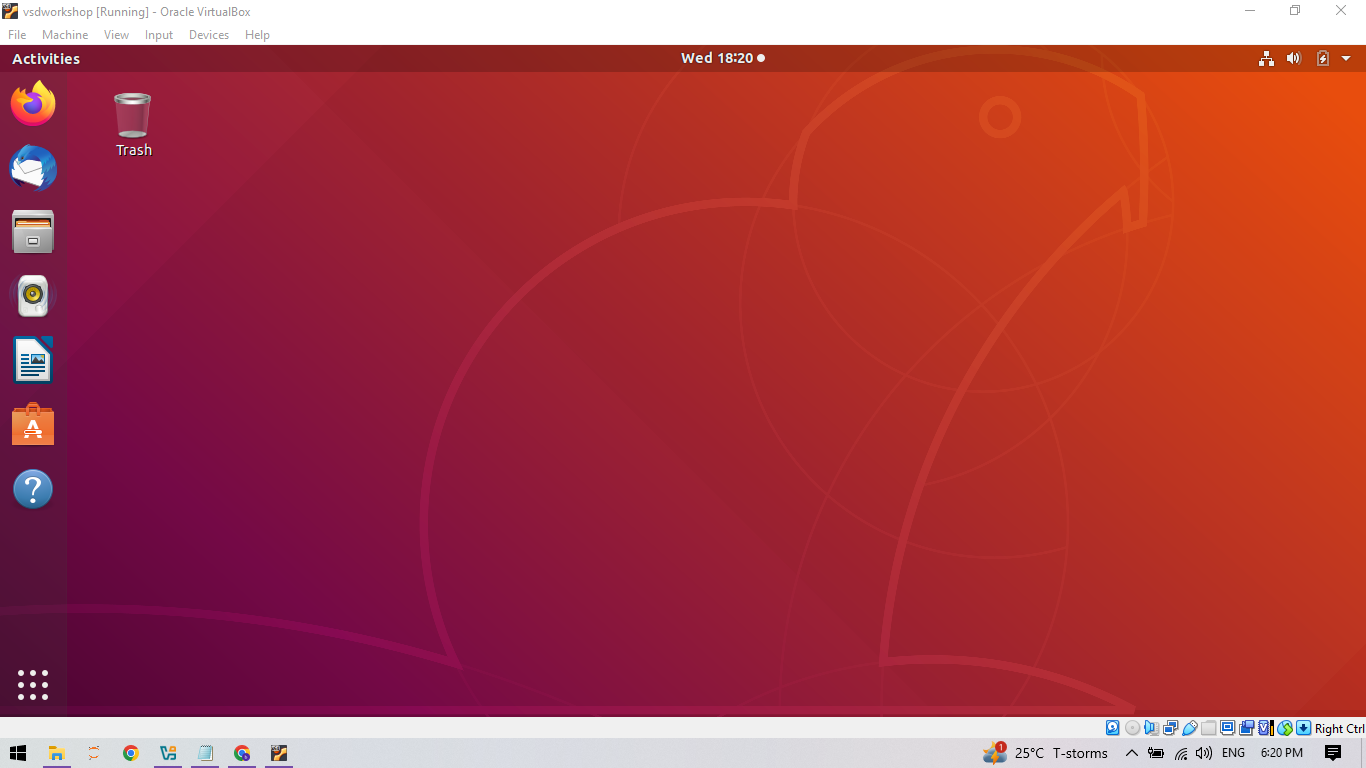 vsdworkshop [Running] - Oracle VirtualBox
File Machine View Input Devices Help
Activities
Wed 18:20
Trash
Right Ctrl
25°C T-storms
ENG
6:20 PM
1